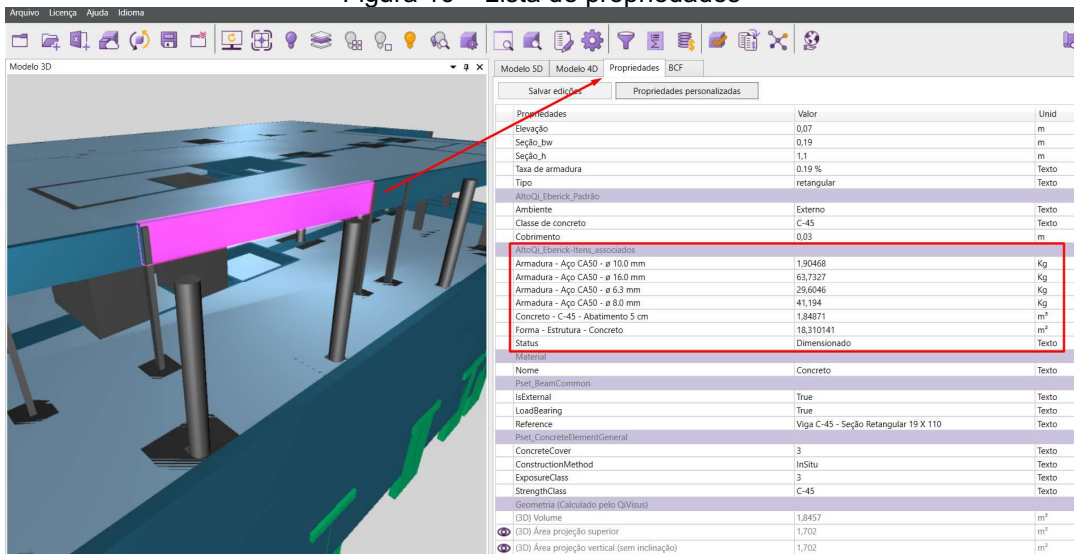 Figura 10 – Lista de propriedades
Arquivo Licença Ajuda Idioma
Modelo 3D
Modelo 5D Modelo 4D Propriedades BCF
Salvar edições Propriedades personalizadas
Propriedades Valor Unid
Elevação 0,07 m
Seção_bw 0,19 m
Seção_h 1,1 m
Taxa de armadura 0.19 % Texto
Tipo retangular Texto
AltoQi_Eberick_Padrão
Ambiente Externo Texto
Classe de concreto C-45 Texto
Cobrimento 0,03 m
AltoQi_Eberick-Itens_associados
Armadura - Aço CA50 - ø 10.0 mm 1,90468 Kg
Armadura - Aço CA50 - ø 16.0 mm 63,7327 Kg
Armadura - Aço CA50 - ø 6.3 mm 29,6046 Kg
Armadura - Aço CA50 - ø 8.0 mm 41,194 Kg
Concreto - C-45 - Abatimento 5 cm 1,84871 m³
Forma - Estrutura - Concreto 18,310141 m²
Status Dimensionado Texto
Material
Nome Concreto Texto
Pset_BeamCommon
IsExternal True Texto
LoadBearing True Texto
Reference Viga C-45 - Seção Retangular 19 X 110 Texto
Pset_ConcreteElementGeneral
ConcreteCover 3 Texto
ConstructionMethod InSitu Texto
ExposureClass 3 Texto
StrengthClass C-45 Texto
Geometria (Calculado pelo QiVisus)
(3D) Volume 1,8457 m³
(3D) Área projeção superior 1,702 m²
(3D) Área projeção vertical (sem inclinação) 1,702 m²